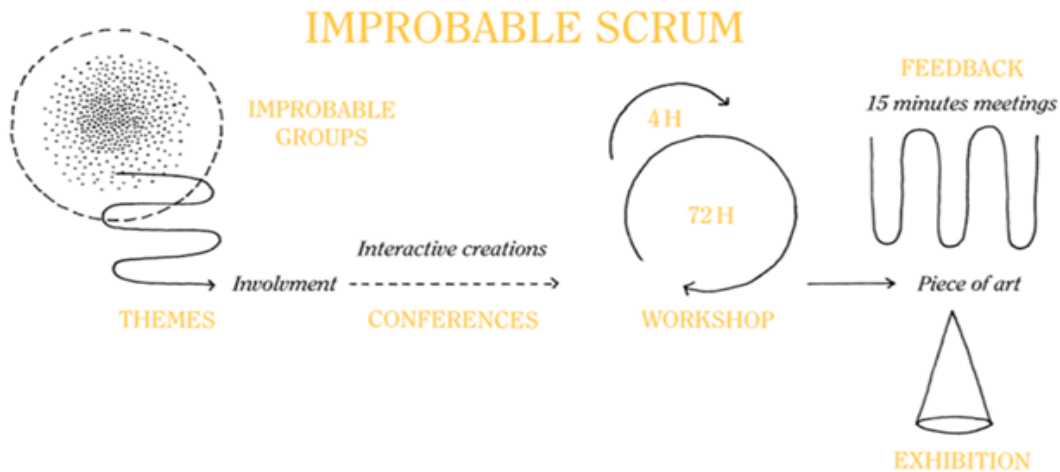 IMPROBABLE SCRUM
IMPROBABLE
GROUPS
THEMES
Involvment
Interactive creations
CONFERENCES
4 H
72 H
WORKSHOP
FEEDBACK
15 minutes meetings
Piece of art
EXHIBITION